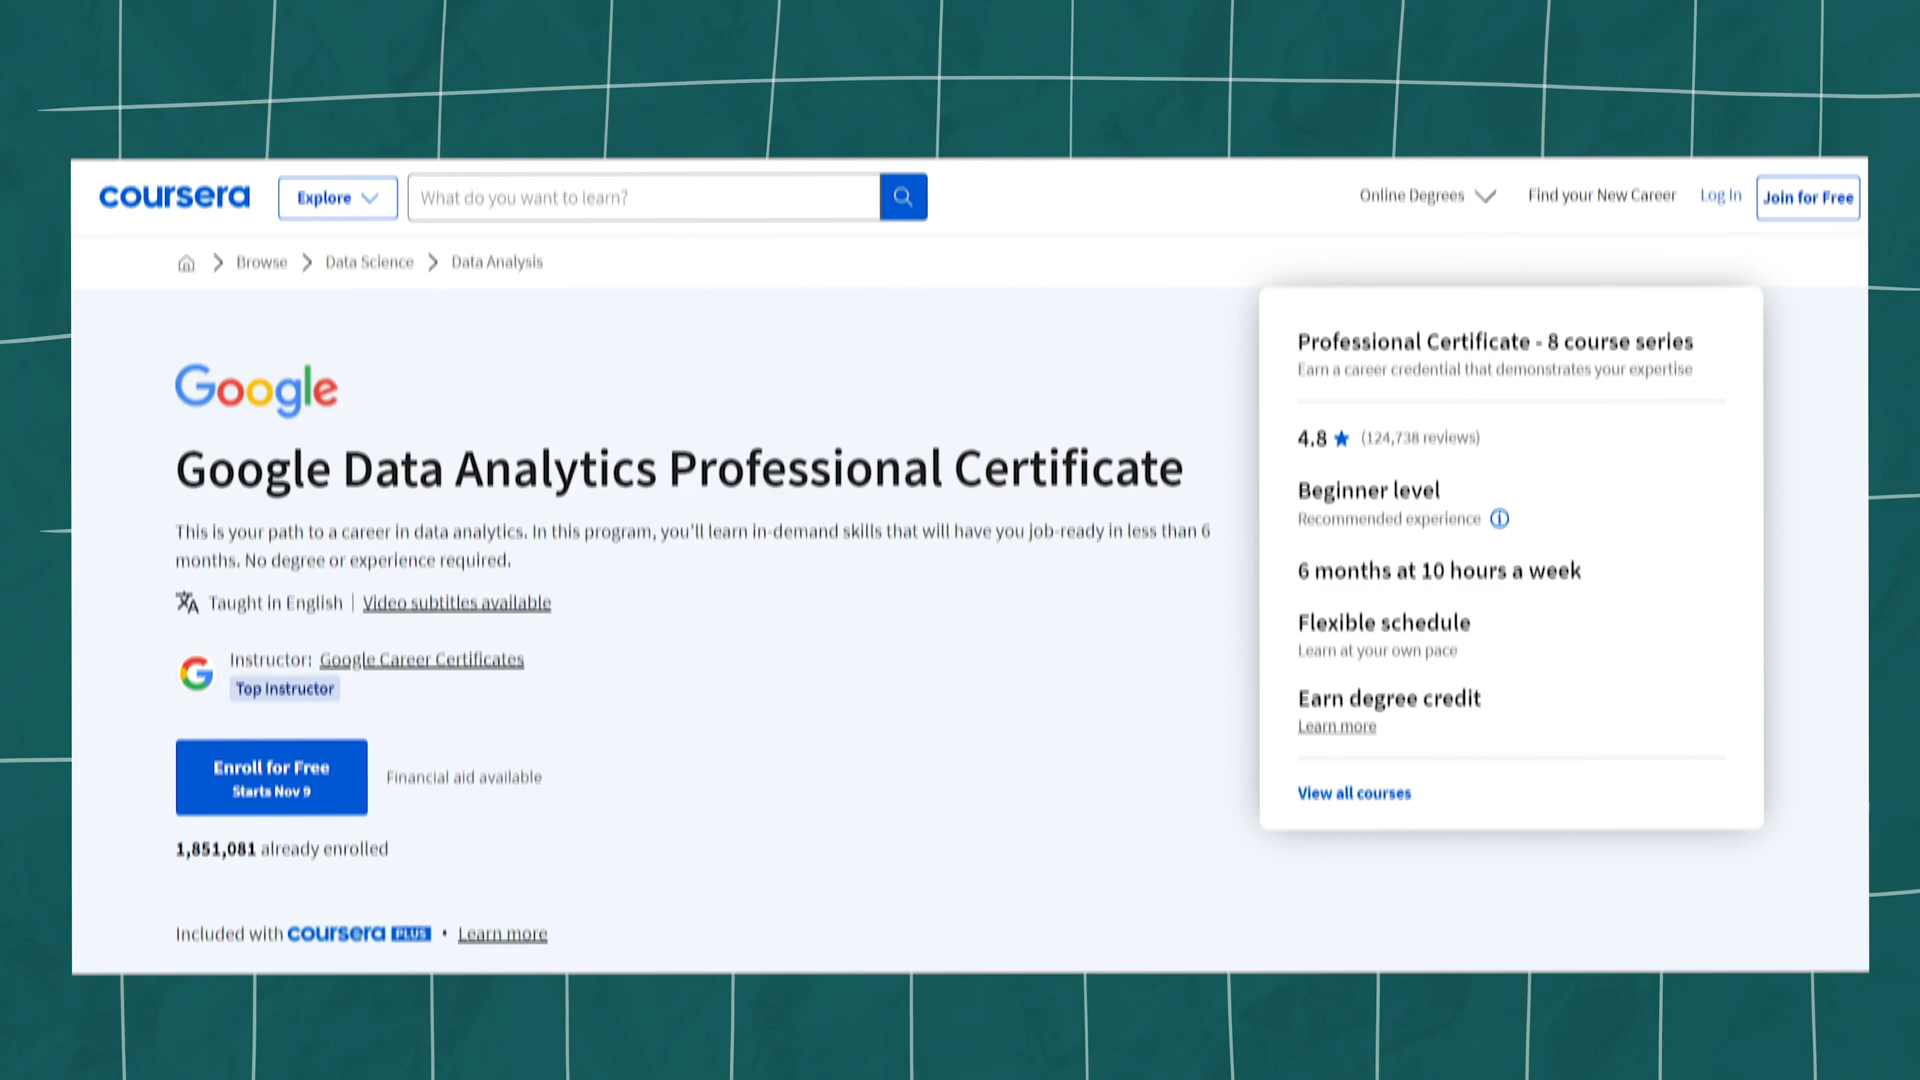 coursera
Explore
What do you want to learn?
Online Degrees
Find your New Career
Log In
Join for Free
Browse
Data Science
Data Analysis
Google
Google Data Analytics Professional Certificate
This is your path to a career in data analytics. In this program, you'll learn in-demand skills that will have you job-ready in less than 6
months. No degree or experience required.
Taught in English | Video subtitles available
Instructor: Google Career Certificates
Top Instructor
Enroll for Free
Starts Nov 9
Financial aid available
1,851,081 already enrolled
Included with coursera PLUS • Learn more
Professional Certificate - 8 course series
Earn a career credential that demonstrates your expertise
4.8 ★ (124,738 reviews)
Beginner level
Recommended experience
6 months at 10 hours a week
Flexible schedule
Learn at your own pace
Earn degree credit
Learn more
View all courses